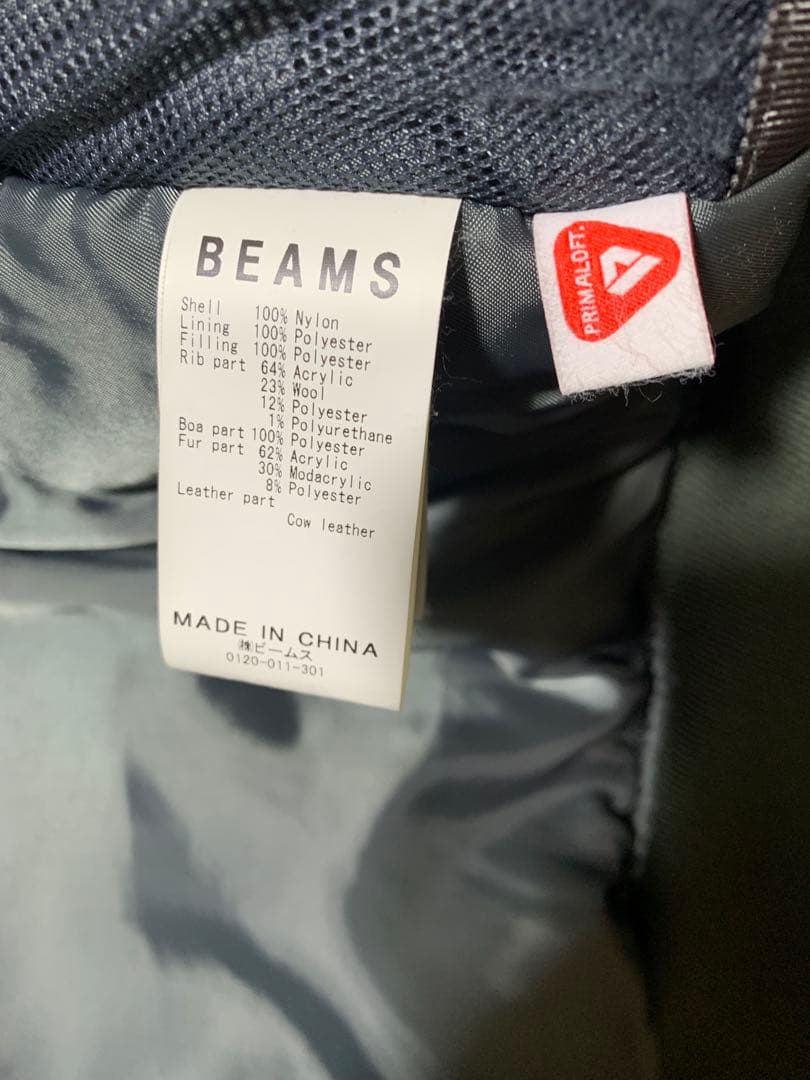 BEAMS
Shell 100% Nylon
Lining 100% Polyester
Filling 100% Polyester
Rib part 64% Acrylic
23% Wool
12% Polyester
1% Polyurethane
Boa part 100% Polyester
Fur part 62% Acrylic
30% Modacrylic
8% Polyester
Leather part
Cow leather
MADE IN CHINA
㈱ビームス
0120-011-301
PRIMALOFT®